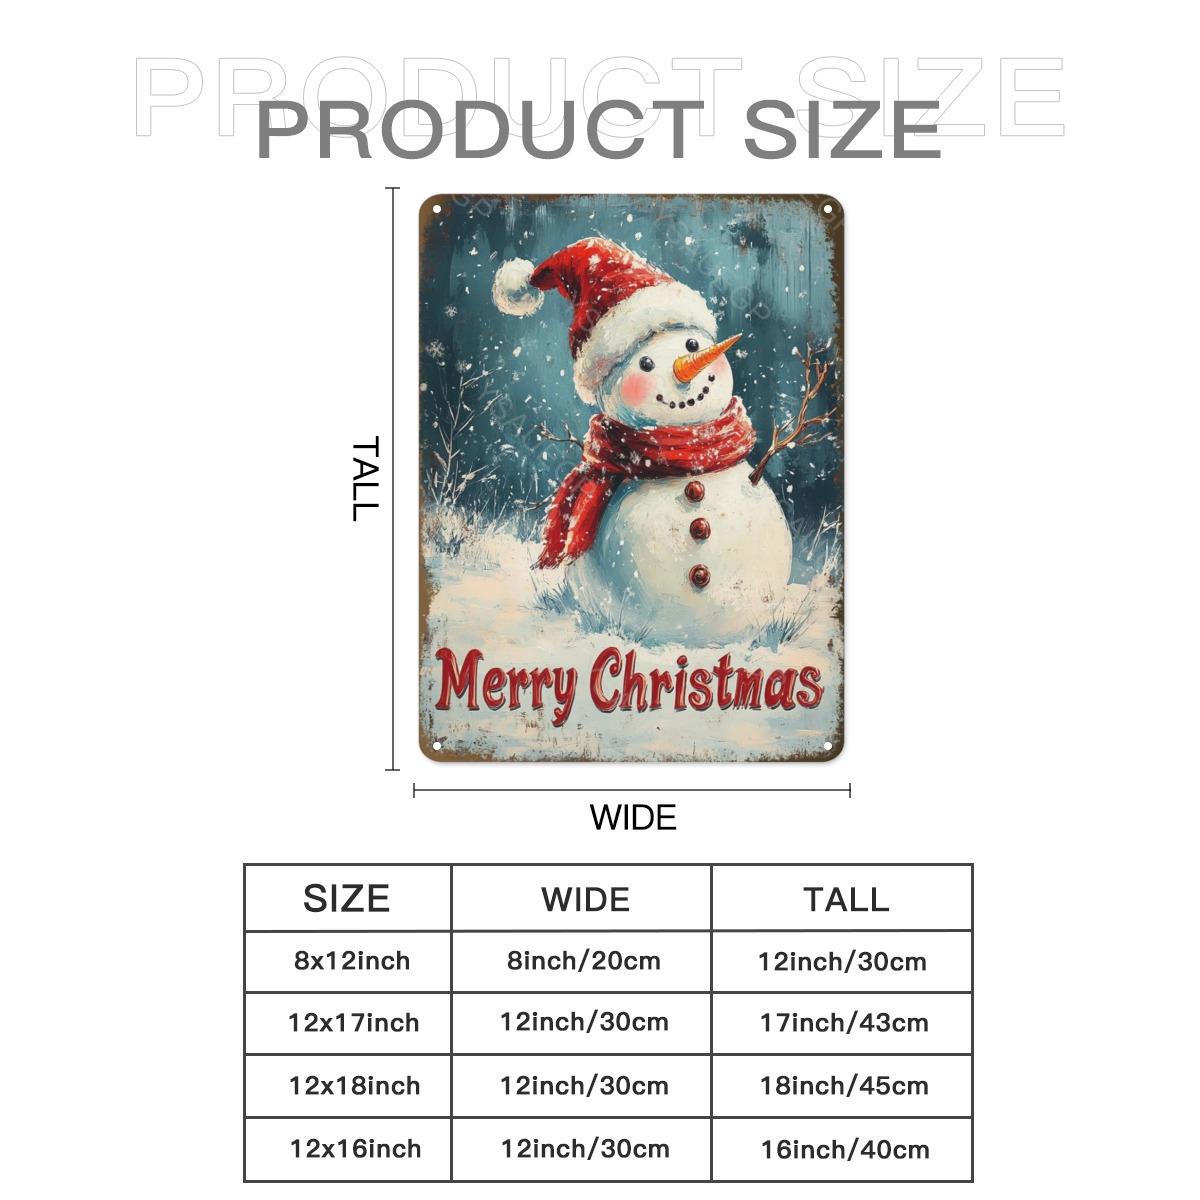 PRODUCT SIZE
PRODUCT SIZE
TALL
Merry Christmas
WIDE
SIZE WIDE TALL
8x12inch 8inch/20cm 12inch/30cm
12x17inch 12inch/30cm 17inch/43cm
12x18inch 12inch/30cm 18inch/45cm
12x16inch 12inch/30cm 16inch/40cm